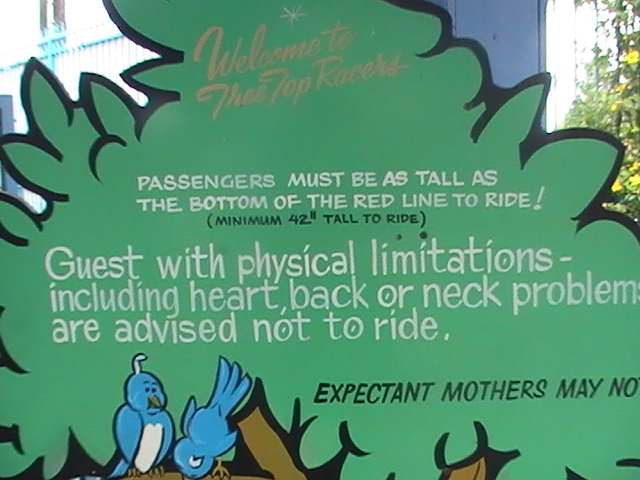 Welcome to
Tree Top Racers
PASSENGERS MUST BE AS TALL AS
THE BOTTOM OF THE RED LINE TO RIDE!
(MINIMUM 42" TALL TO RIDE)
Guest with physical limitations-
including heart, back or neck problems
are advised not to ride.
EXPECTANT MOTHERS MAY NO